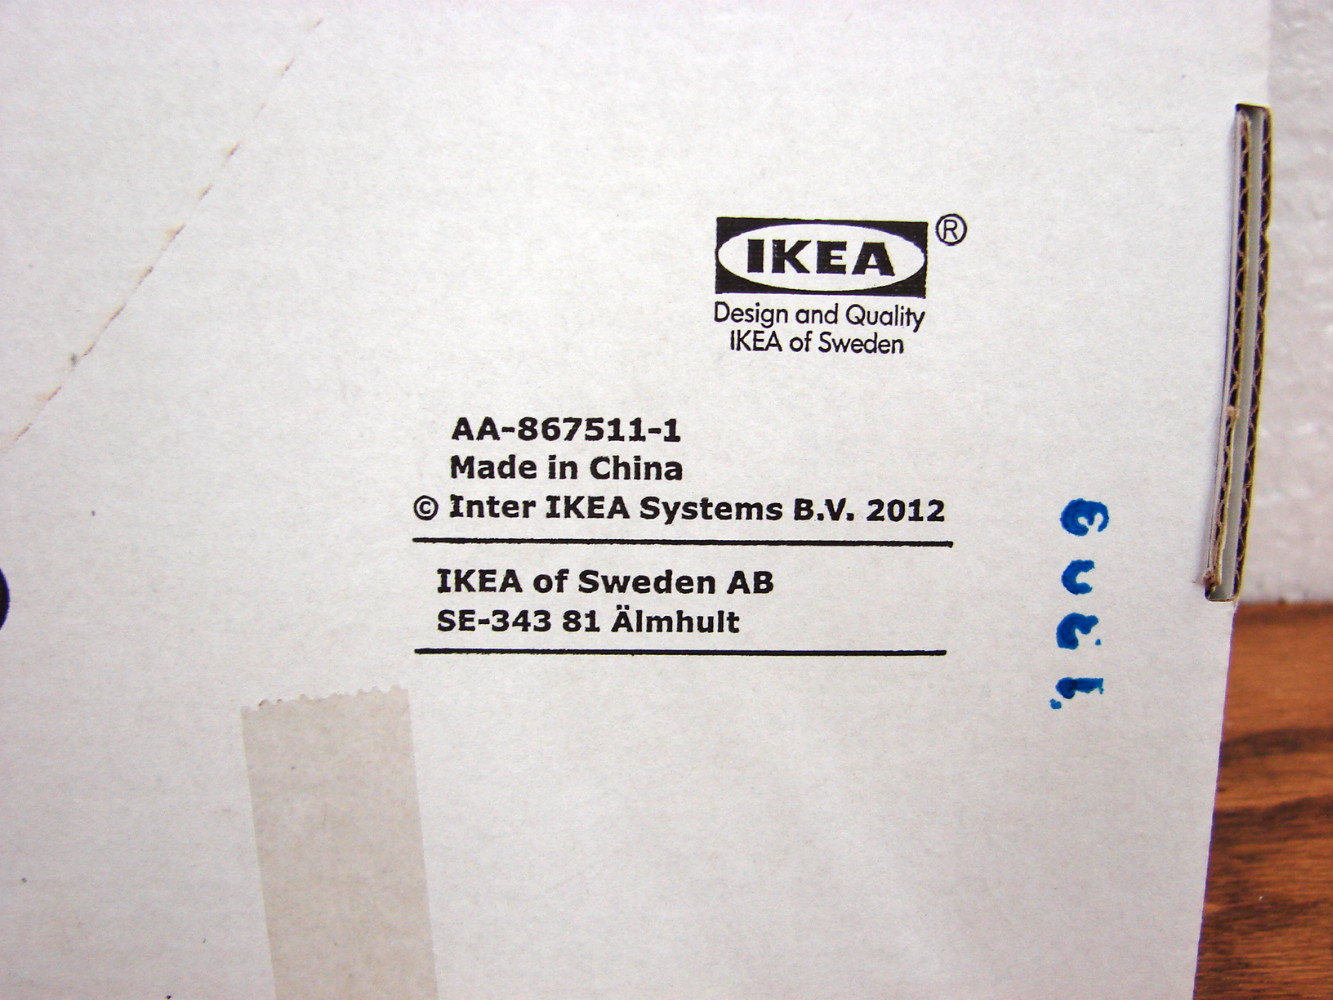 IKEA®
Design and Quality
IKEA of Sweden
AA-867511-1
Made in China
© Inter IKEA Systems B.V. 2012
IKEA of Sweden AB
SE-343 81 Älmhult